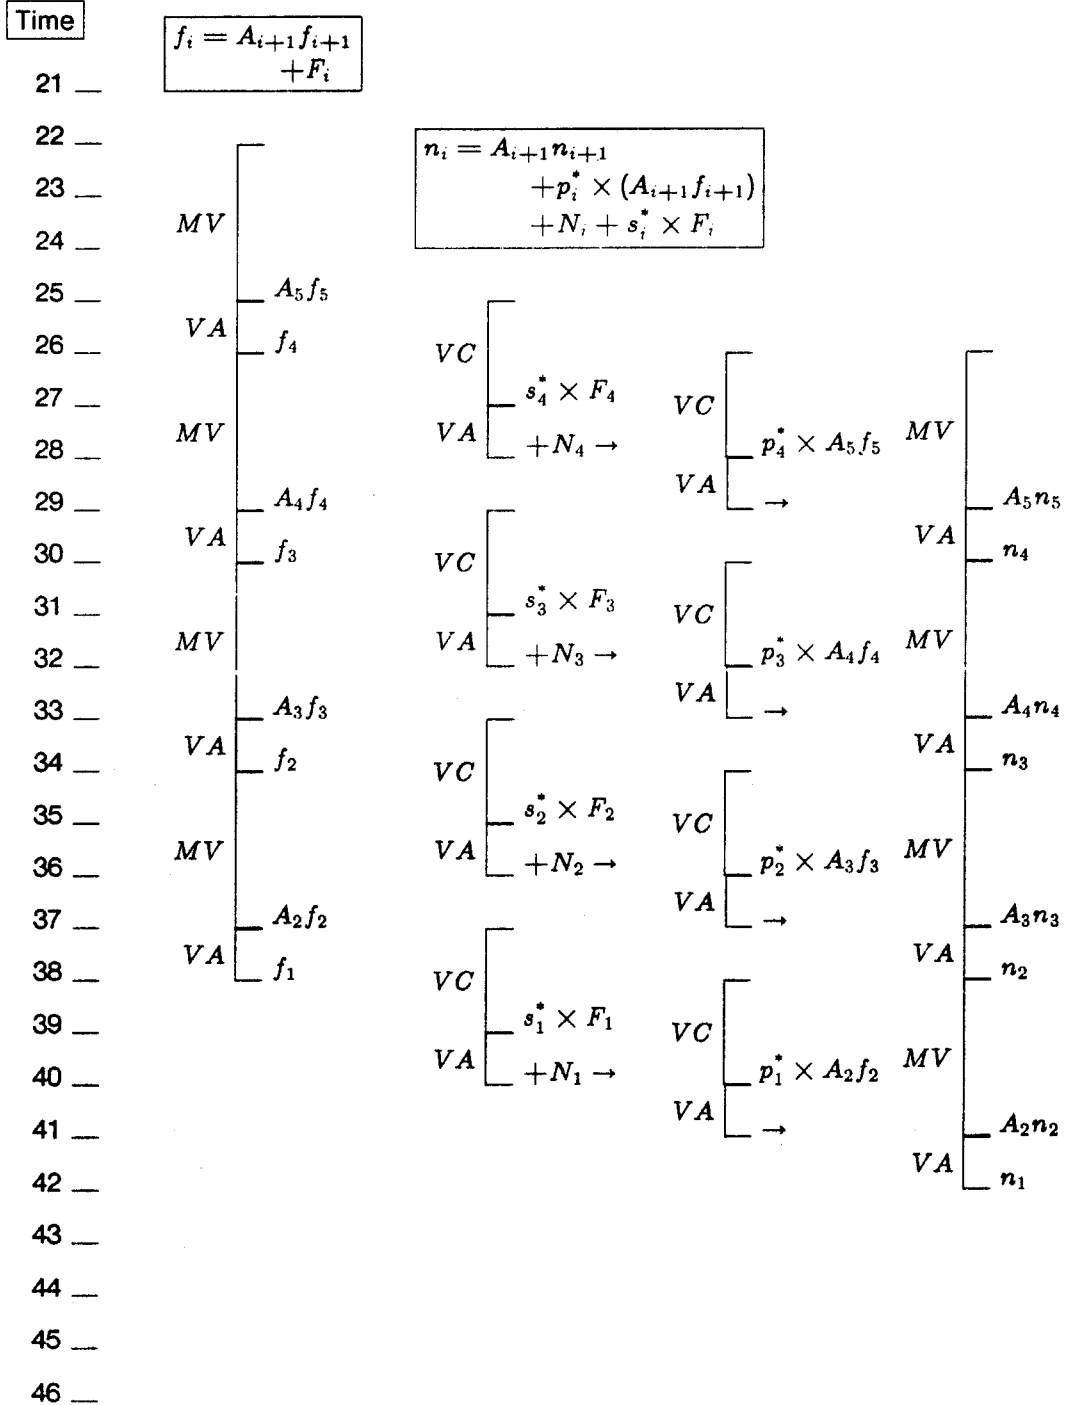 Time
f_i = A_{i+1} f_{i+1}
+F_i
21
22
n_i = A_{i+1} n_{i+1}
23
+p_i^* × (A_{i+1} f_{i+1})
MV
+N_i + s_i^* × F_i
24
25
A_5 f_5
VA
26
f_4
VC
27
s_4^* × F_4
VC
MV
MV
VA
+N_4 →
p_4^* × A_5 f_5
28
VA
29
A_4 f_4
→
A_5 n_5
VA
VA
30
f_3
VC
n_4
31
s_3^* × F_3
VC
MV
VA
+N_3 →
p_3^* × A_4 f_4
MV
32
VA
33
A_3 f_3
→
A_4 n_4
VA
VA
34
f_2
VC
n_3
35
s_2^* × F_2
VC
MV
VA
+N_2 →
p_2^* × A_3 f_3
MV
36
VA
37
A_2 f_2
→
A_3 n_3
VA
VA
38
f_1
VC
n_2
39
s_1^* × F_1
VC
VA
+N_1 →
p_1^* × A_2 f_2
MV
40
VA
41
→
A_2 n_2
VA
42
n_1
43
44
45
46